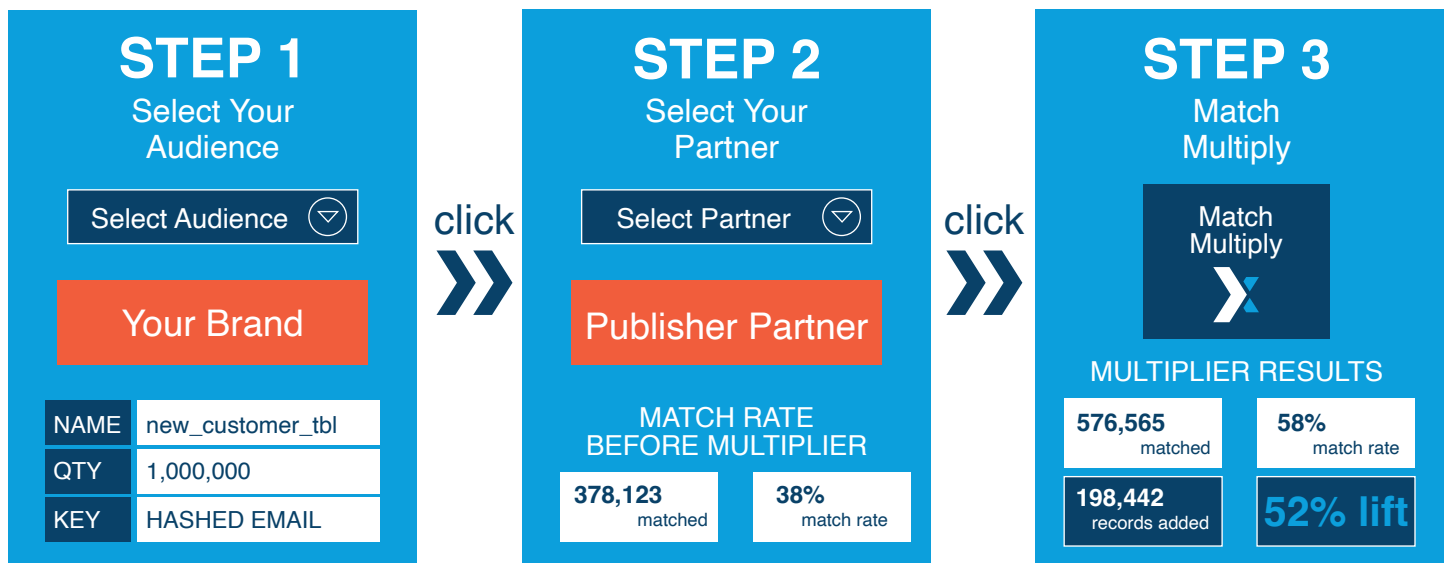 STEP 1
Select Your
Audience
Select Audience
Your Brand
NAME new_customer_tbl
QTY 1,000,000
KEY HASHED EMAIL
click
STEP 2
Select Your
Partner
Select Partner
Publisher Partner
MATCH RATE
BEFORE MULTIPLIER
378,123
matched
38%
match rate
click
STEP 3
Match
Multiply
Match
Multiply
MULTIPLIER RESULTS
576,565
matched
58%
match rate
198,442
records added
52% lift